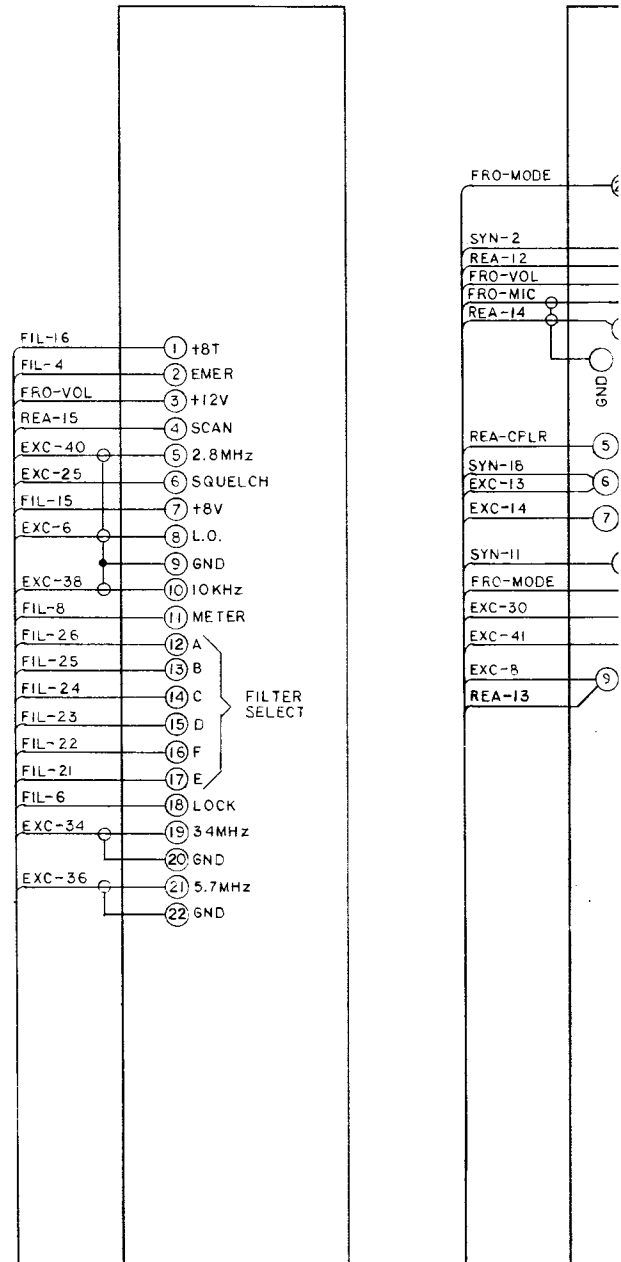 FIL-16 1 +8T
FIL-4 2 EMER
FRO-VOL 3 +12V
REA-15 4 SCAN
EXC-40 5 2.8MHz
EXC-25 6 SQUELCH
FIL-15 7 +8V
EXC-6 8 L.O.
9 GND
EXC-38 10 10KHz
FIL-8 11 METER
FIL-26 12 A
FIL-25 13 B
FIL-24 14 C
FIL-23 15 D
FIL-22 16 F
FIL-21 17 E
FILTER
SELECT
FIL-6 18 LOCK
EXC-34 19 34MHz
20 GND
EXC-36 21 5.7MHz
22 GND
FRO-MODE
SYN-2
REA-12
FRO-VOL
FRO-MIC
REA-14
GND
REA-CPLR 5
SYN-18
EXC-13 6
EXC-14 7
SYN-11
FRO-MODE
EXC-30
EXC-41
EXC-8 9
REA-13